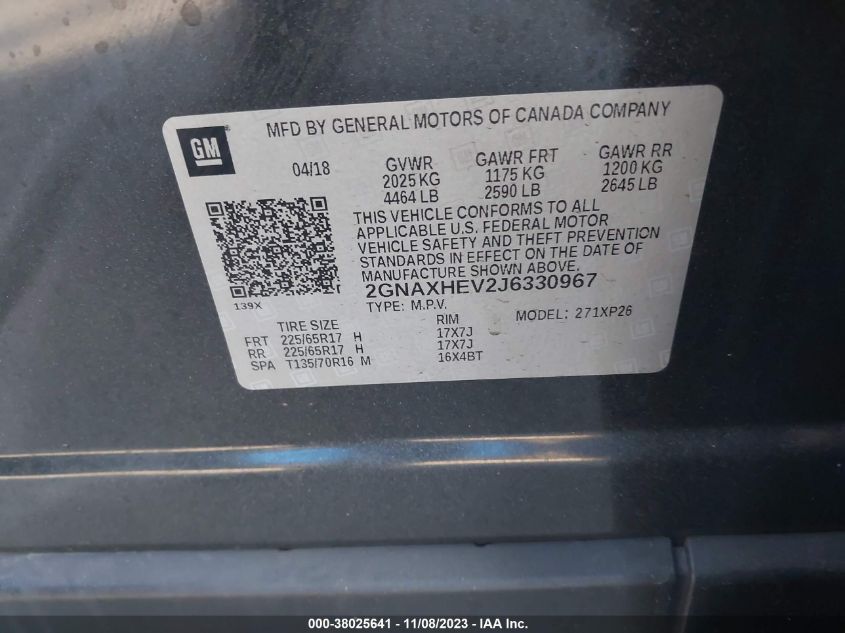 GM
MFD BY GENERAL MOTORS OF CANADA COMPANY
04/18 GVWR GAWR FRT GAWR RR
2025 KG 1175 KG 1200 KG
4464 LB 2590 LB 2645 LB
THIS VEHICLE CONFORMS TO ALL
APPLICABLE U.S. FEDERAL MOTOR
VEHICLE SAFETY AND THEFT PREVENTION
STANDARDS IN EFFECT ON THE DATE OF
MANUFACTURE SHOWN ABOVE.
139X
2GNAXHEV2J6330967
TYPE: M.P.V. MODEL: 271XP26
TIRE SIZE RIM
FRT 225/65R17 H 17X7J
RR 225/65R17 H 17X7J
SPA T135/70R16 M 16X4BT
000-38025641 - 11/08/2023 - IAA Inc.